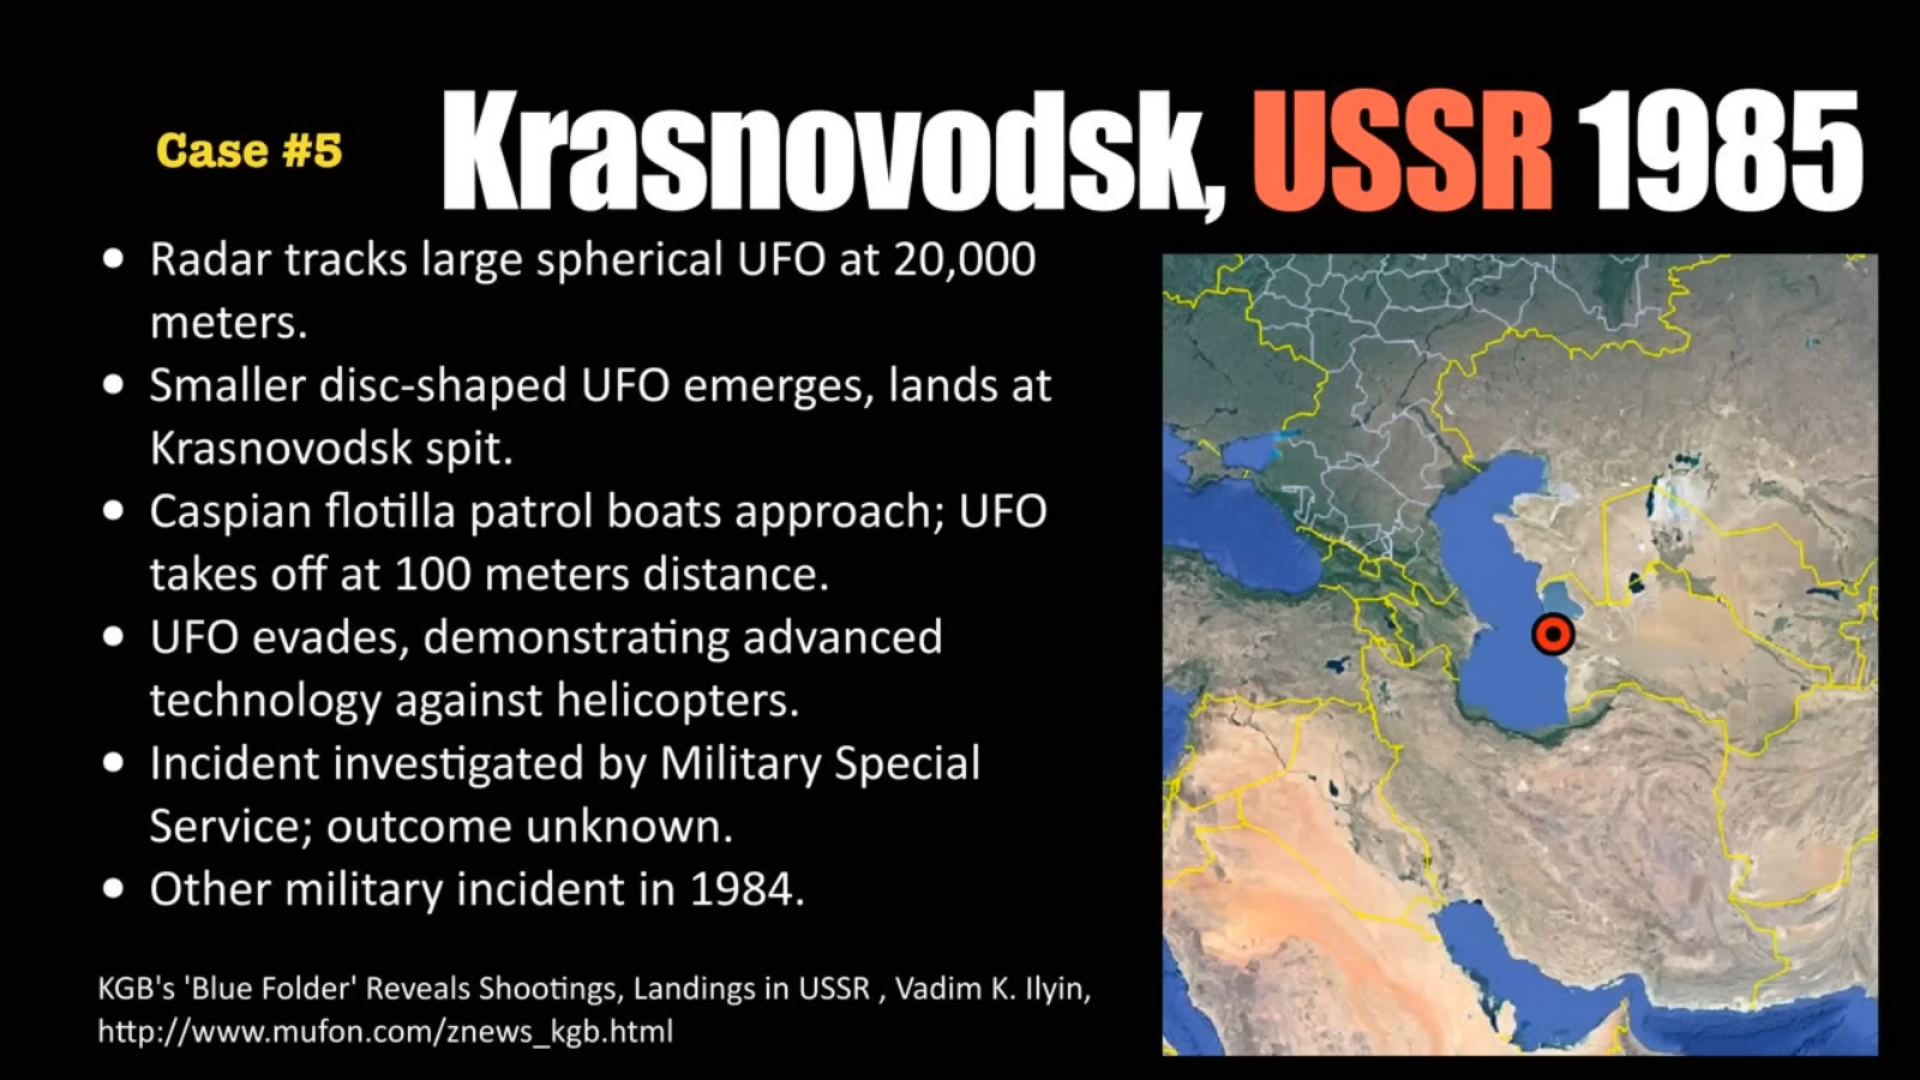 Case #5
Krasnovodsk, USSR 1985
• Radar tracks large spherical UFO at 20,000
meters.
• Smaller disc-shaped UFO emerges, lands at
Krasnovodsk spit.
• Caspian flotilla patrol boats approach; UFO
takes off at 100 meters distance.
• UFO evades, demonstrating advanced
technology against helicopters.
• Incident investigated by Military Special
Service; outcome unknown.
• Other military incident in 1984.
KGB's 'Blue Folder' Reveals Shootings, Landings in USSR , Vadim K. Ilyin,
http://www.mufon.com/znews_kgb.html